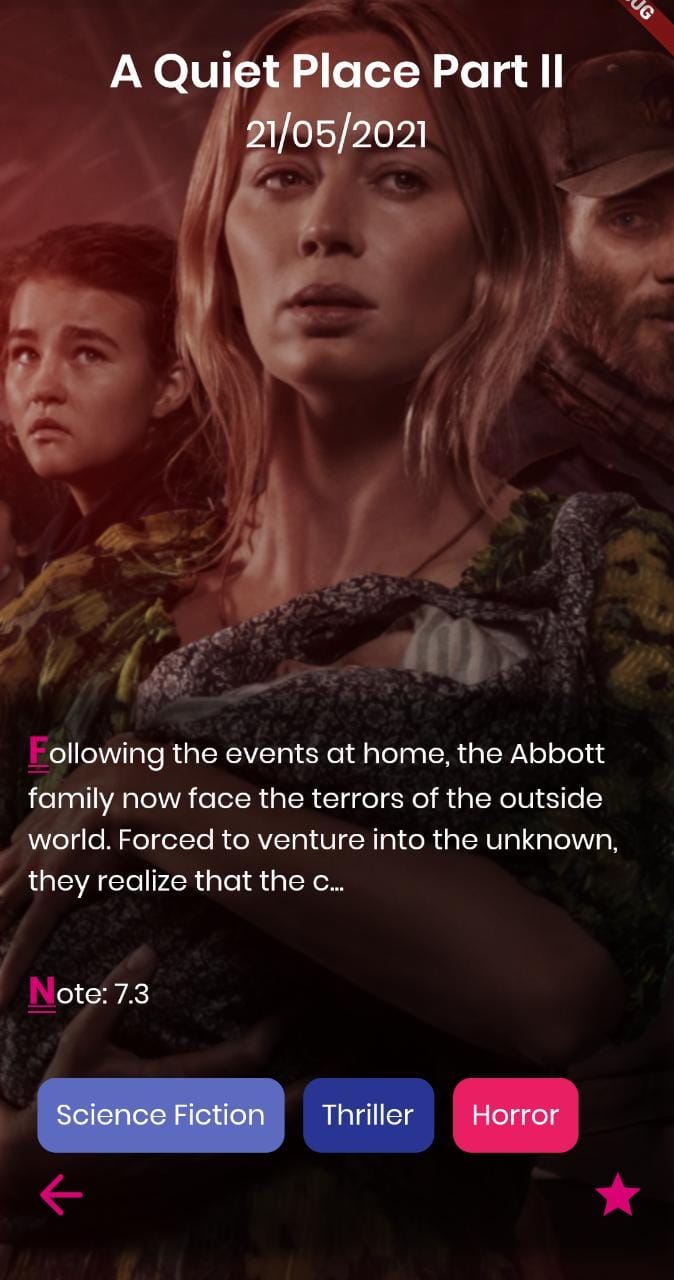 A Quiet Place Part II
21/05/2021
Following the events at home, the Abbott
family now face the terrors of the outside
world. Forced to venture into the unknown,
they realize that the c...
Note: 7.3
Science Fiction Thriller Horror